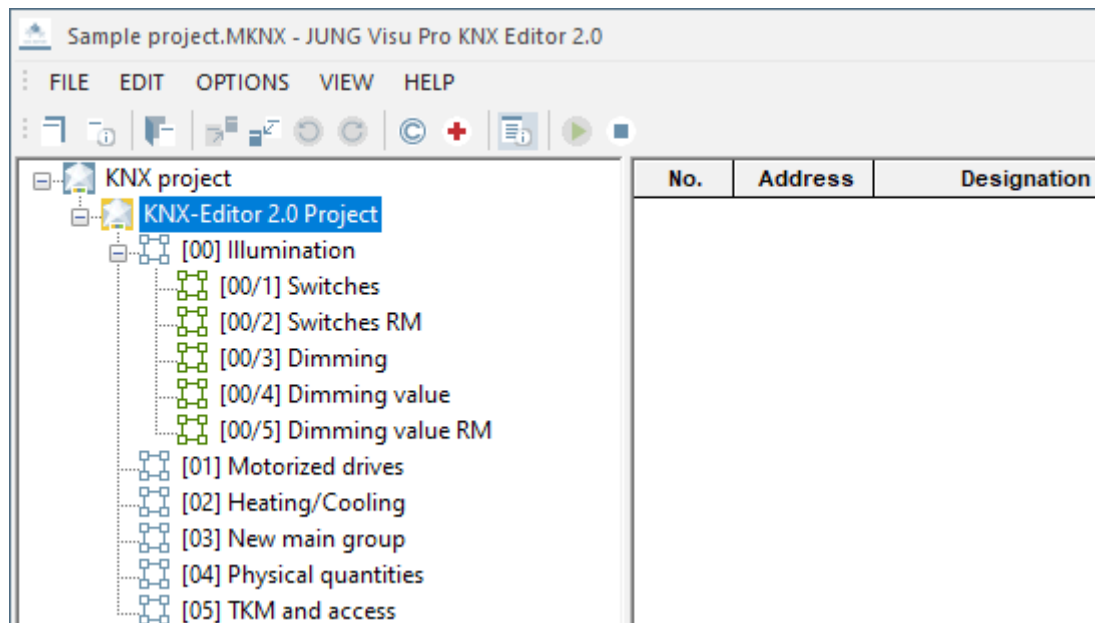 Sample project.MKNX - JUNG Visu Pro KNX Editor 2.0
FILE EDIT OPTIONS VIEW HELP
KNX project
KNX-Editor 2.0 Project
[00] Illumination
[00/1] Switches
[00/2] Switches RM
[00/3] Dimming
[00/4] Dimming value
[00/5] Dimming value RM
[01] Motorized drives
[02] Heating/Cooling
[03] New main group
[04] Physical quantities
[05] TKM and access
No. Address Designation